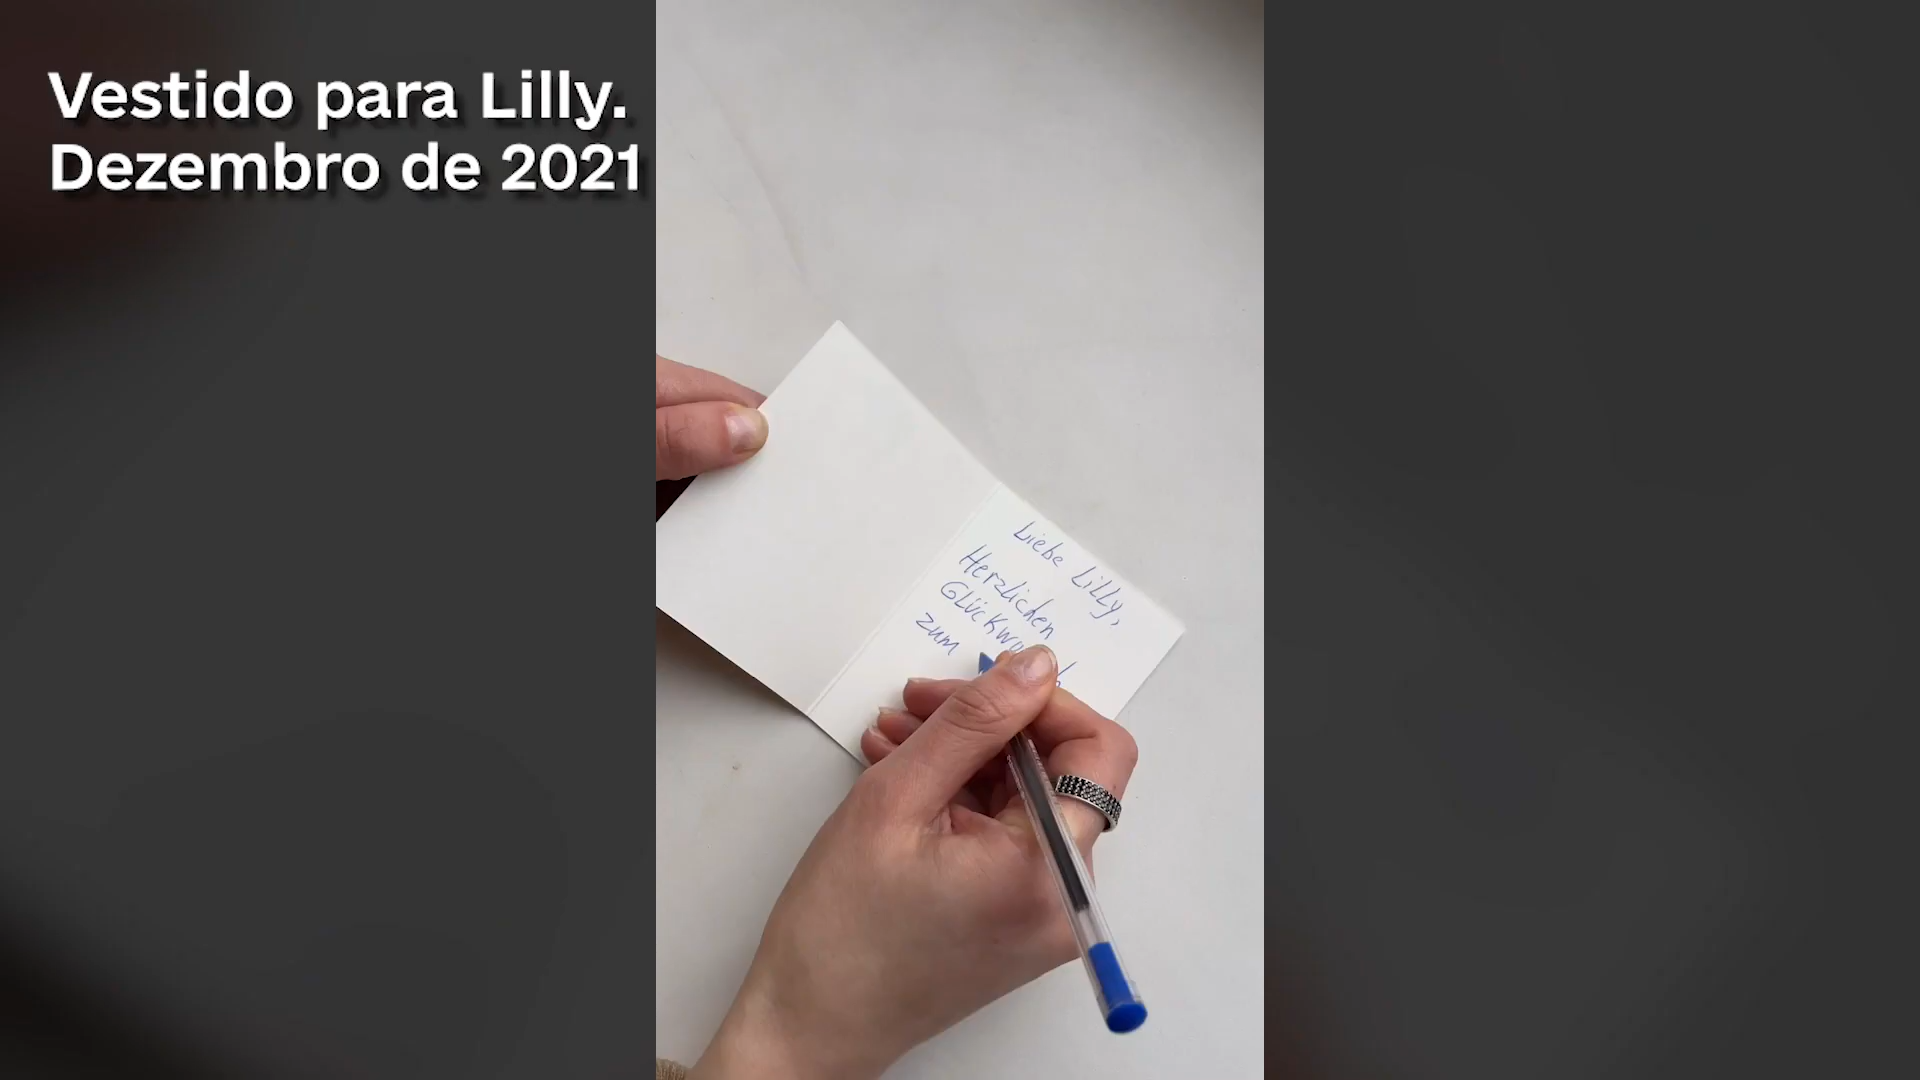 Vestido para Lilly.
Dezembro de 2021
Liebe Lilly,
Herzlichen
zum